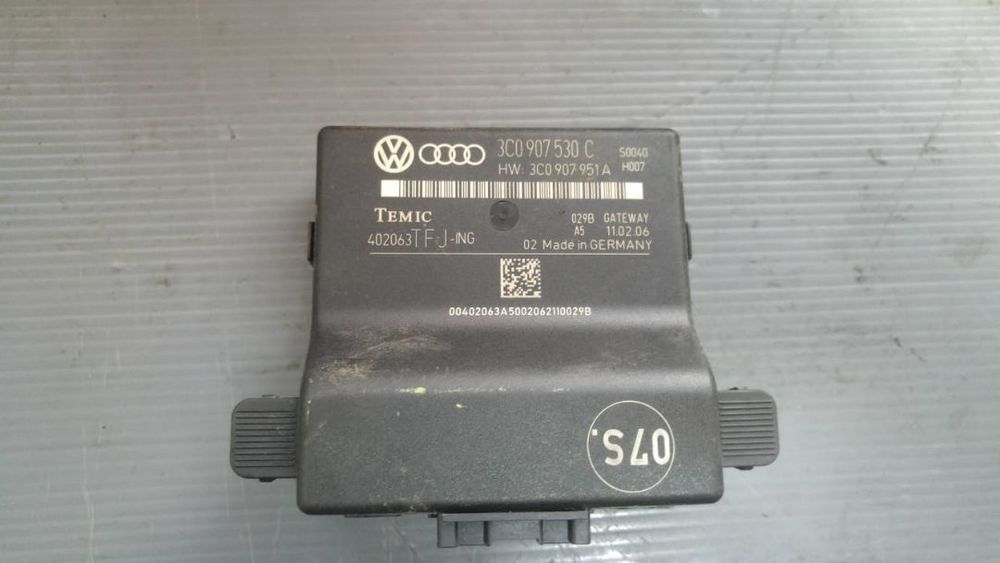 3C0 907 530 C S0040
HW: 3C0 907 951 A H007
TEMIC 029B GATEWAY
A5 11.02.06
402063TFJ-ING 02 Made in GERMANY
00402063A5002062110029B
07S.